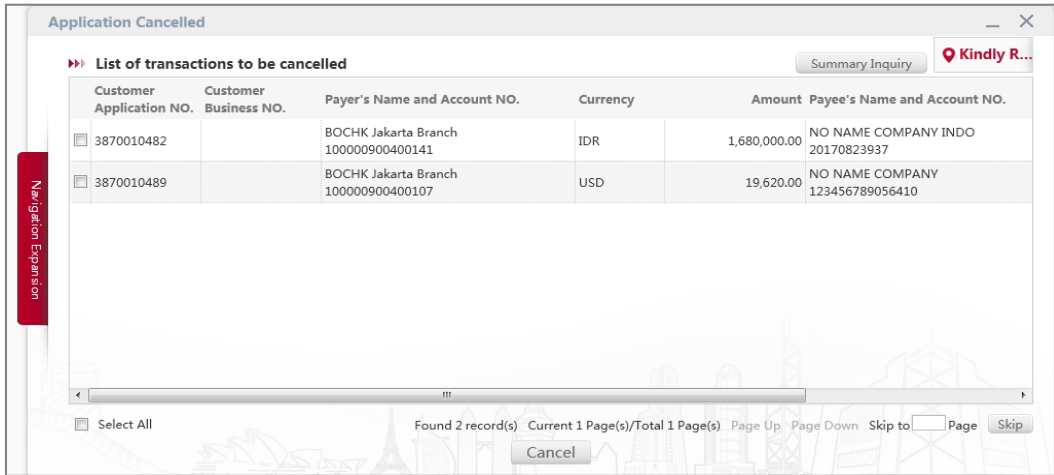 Application Cancelled
List of transactions to be cancelled
Summary Inquiry
Kindly R...
Customer Application NO.
Customer Business NO.
Payer's Name and Account NO.
Currency
Amount
Payee's Name and Account NO.
3870010482
BOCHK Jakarta Branch
100000900400141
IDR
1,680,000.00
NO NAME COMPANY INDO
20170823937
3870010489
BOCHK Jakarta Branch
100000900400107
USD
19,620.00
NO NAME COMPANY
123456789056410
Navigation Expansion
Select All
Found 2 record(s) Current 1 Page(s)/Total 1 Page(s) Page Up Page Down Skip to Page Skip
Cancel